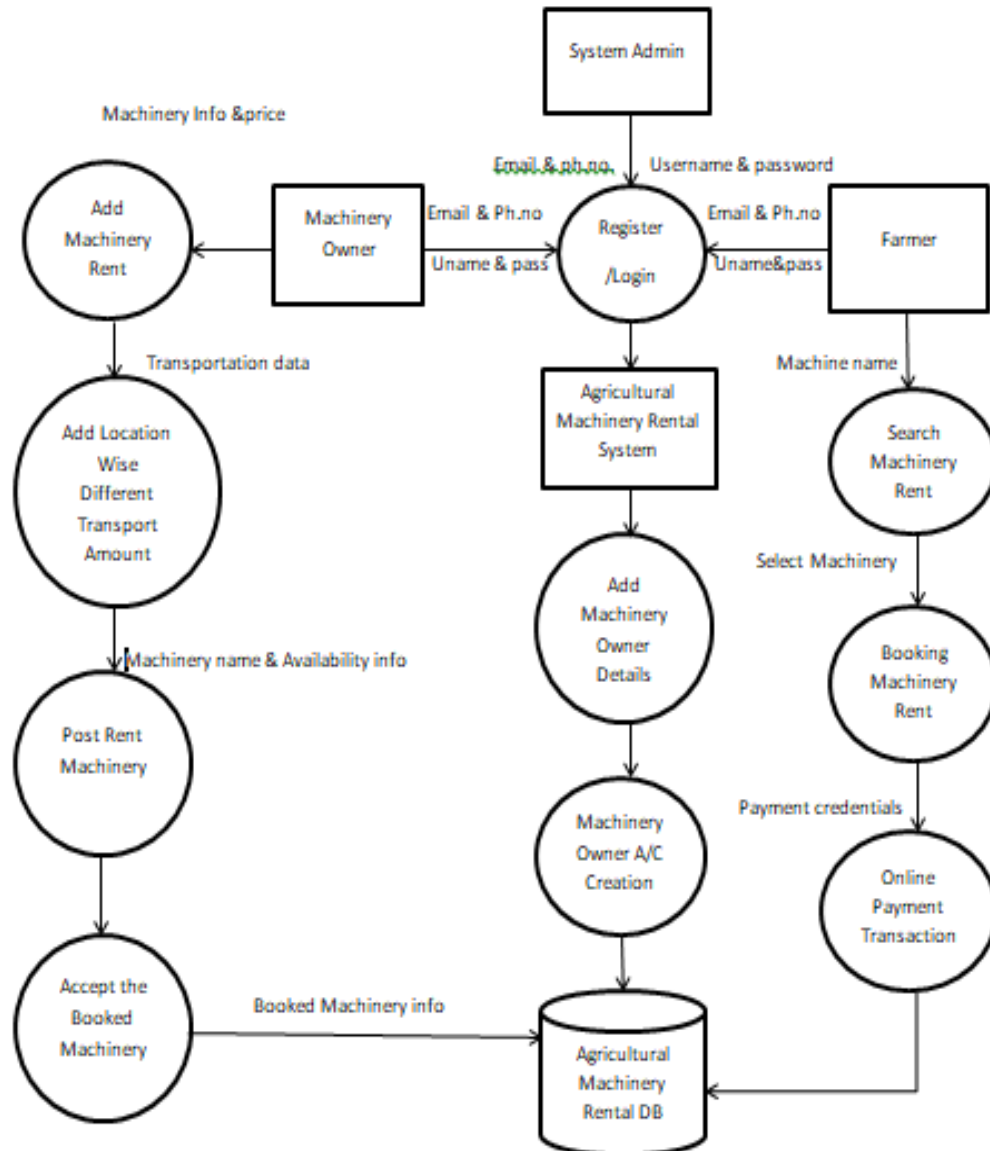 System Admin
Machinery Info &price
Email & ph.no.
Username & password
Add
Machinery
Rent
Machinery
Owner
Email & Ph.no
Uname & pass
Register
/Login
Email & Ph.no
Uname&pass
Farmer
Transportation data
Machine name
Add Location
Wise
Different
Transport
Amount
Agricultural
Machinery Rental
System
Search
Machinery
Rent
Select Machinery
Add
Machinery
Owner
Details
Machinery name & Availability info
Booking
Machinery
Rent
Post Rent
Machinery
Payment credentials
Machinery
Owner A/C
Creation
Online
Payment
Transaction
Accept the
Booked
Machinery
Booked Machinery info
Agricultural
Machinery
Rental DB